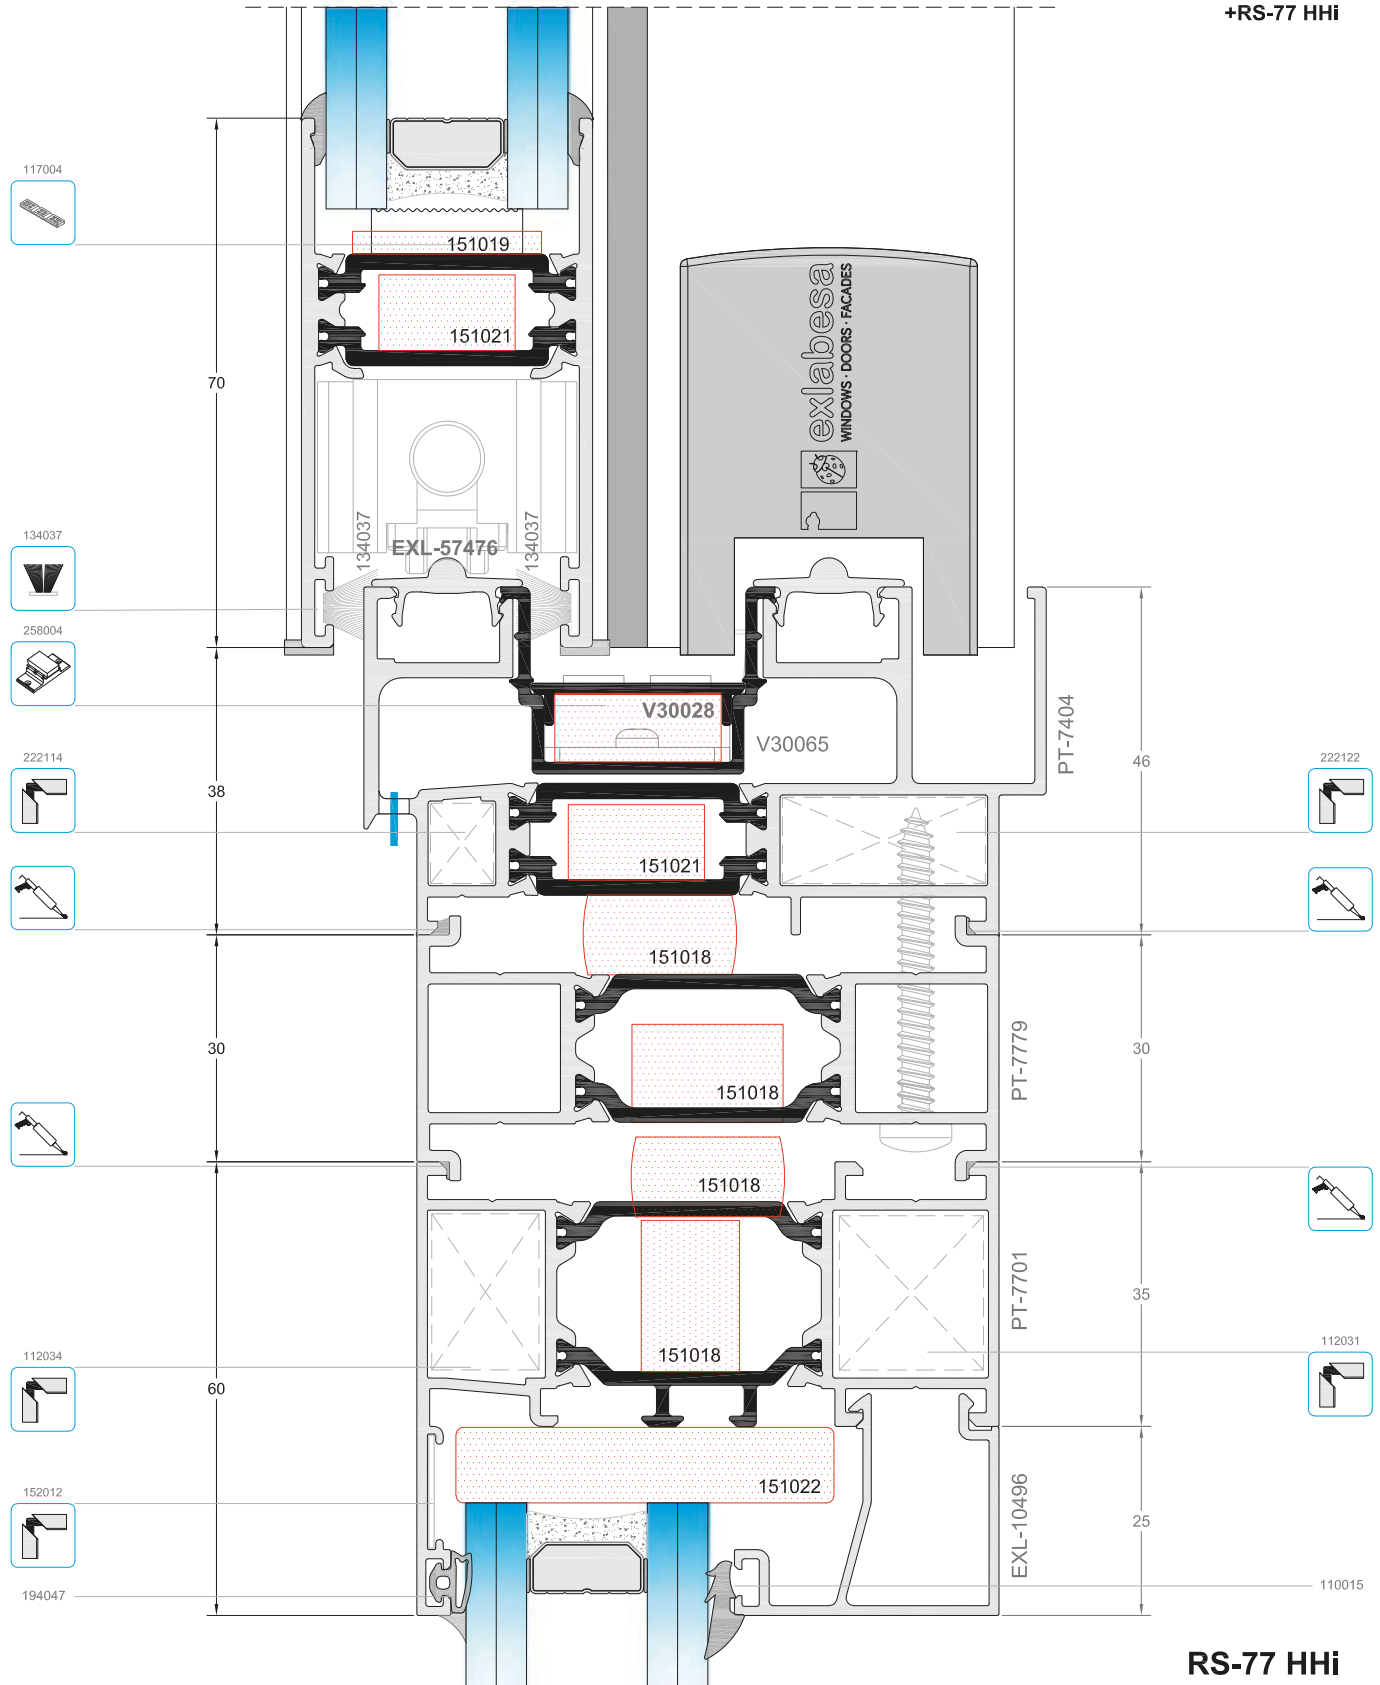 +RS-77 HHi
117004
151019
151021
70
exlabesa
WINDOWS · DOORS · FACADES
134037
134037
134037
EXL-57476
258004
V30028
V30065
PT-7404
222114
38
46
222122
151021
151018
30
151018
PT-7779
30
151018
PT-7701
35
151018
112034
112031
60
151022
152012
EXL-10496
25
194047
110015
RS-77 HHi